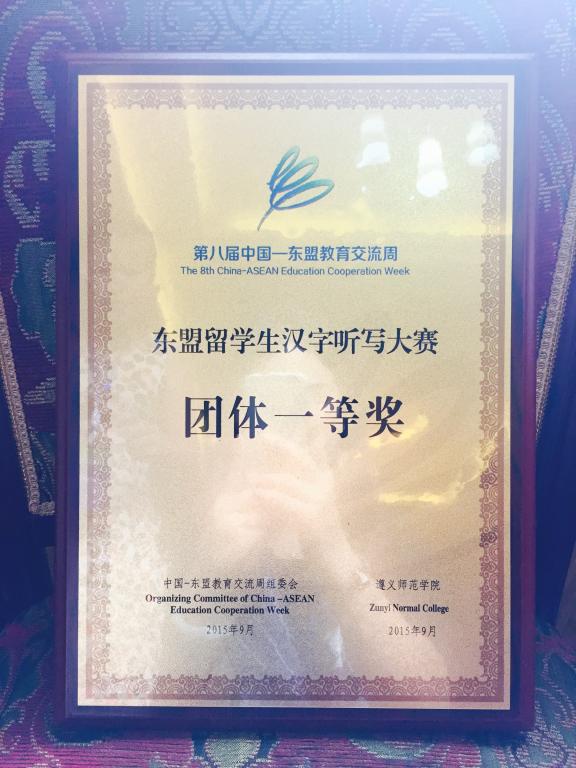 第八届中国—东盟教育交流周
The 8th China-ASEAN Education Cooperation Week
东盟留学生汉字听写大赛
团体一等奖
中国-东盟教育交流周组委会
Organizing Committee of China -ASEAN
Education Cooperation Week
2015年9月
遵义师范学院
Zunyi Normal College
2015年9月